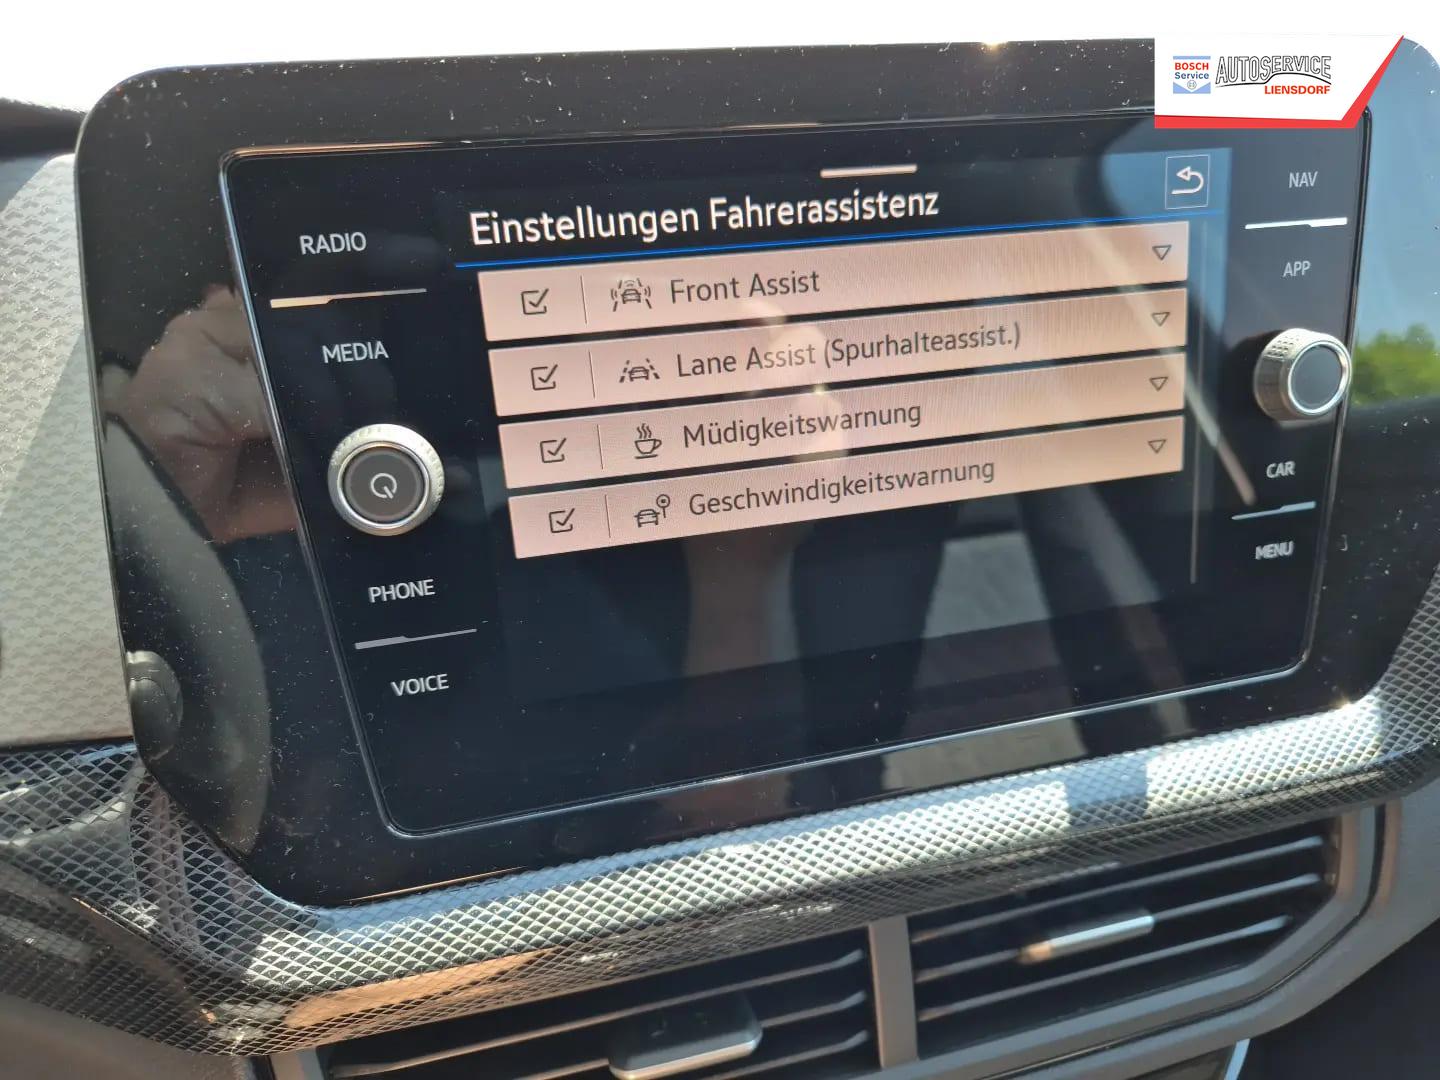 BOSCH
Service
AUTOSERVICE
LIENSDORF
Einstellungen Fahrerassistenz
Front Assist
Lane Assist (Spurhalteassist.)
Müdigkeitswarnung
Geschwindigkeitswarnung
RADIO
MEDIA
PHONE
VOICE
NAV
APP
CAR
MENU